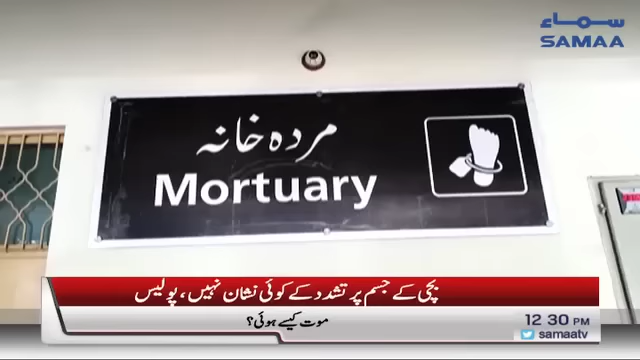 سماء
SAMAA
مردہ خانہ
Mortuary
بچی کے جسم پر تشدد کے کوئی نشان نہیں، پولیس
موت کیسے ہوئی؟
12 30 PM
samaatv